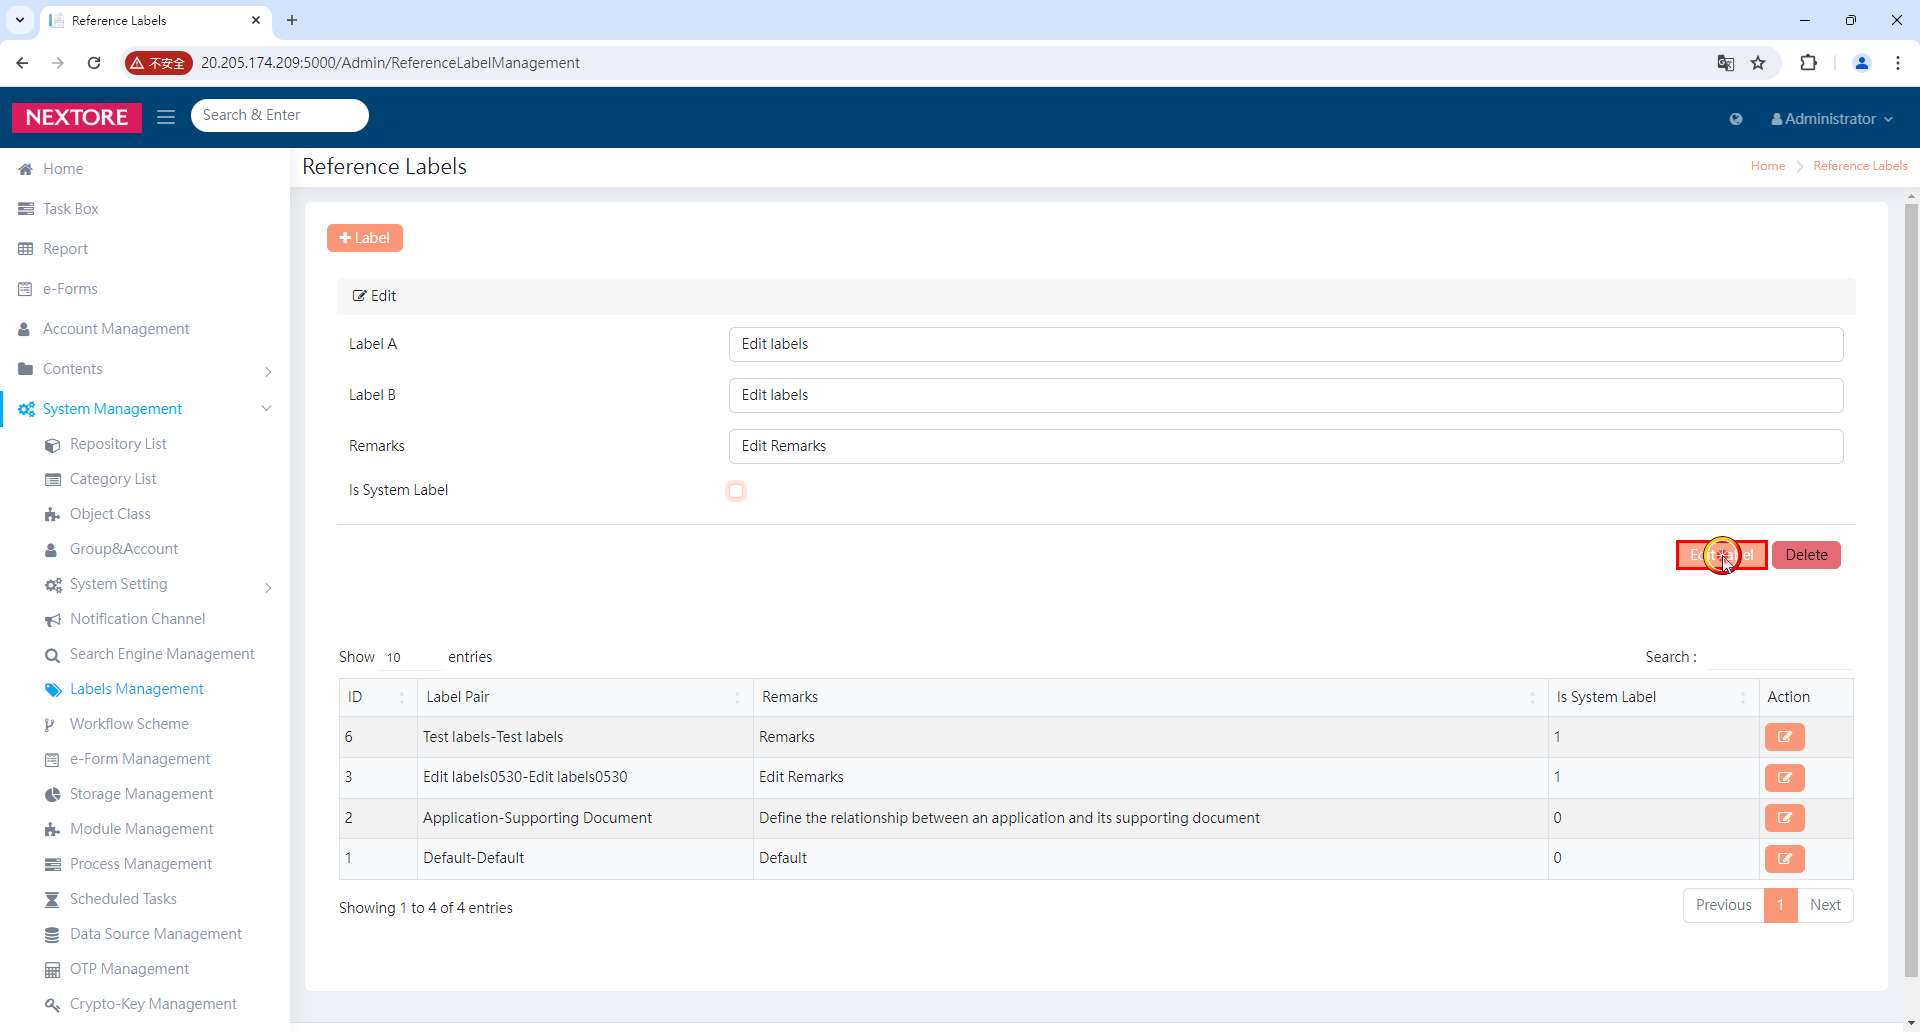 Reference Labels
不安全 20.205.174.209:5000/Admin/ReferenceLabelManagement
NEXTORE
Search & Enter
Administrator
Home
Task Box
Report
e-Forms
Account Management
Contents
System Management
Repository List
Category List
Object Class
Group&Account
System Setting
Notification Channel
Search Engine Management
Labels Management
Workflow Scheme
e-Form Management
Storage Management
Module Management
Process Management
Scheduled Tasks
Data Source Management
OTP Management
Crypto-Key Management
Reference Labels
Home > Reference Labels
+ Label
Edit
Label A Edit labels
Label B Edit labels
Remarks Edit Remarks
Is System Label
Delete
Show 10 entries
Search :
ID Label Pair Remarks Is System Label Action
6 Test labels-Test labels Remarks 1
3 Edit labels0530-Edit labels0530 Edit Remarks 1
2 Application-Supporting Document Define the relationship between an application and its supporting document 0
1 Default-Default Default 0
Showing 1 to 4 of 4 entries
Previous 1 Next